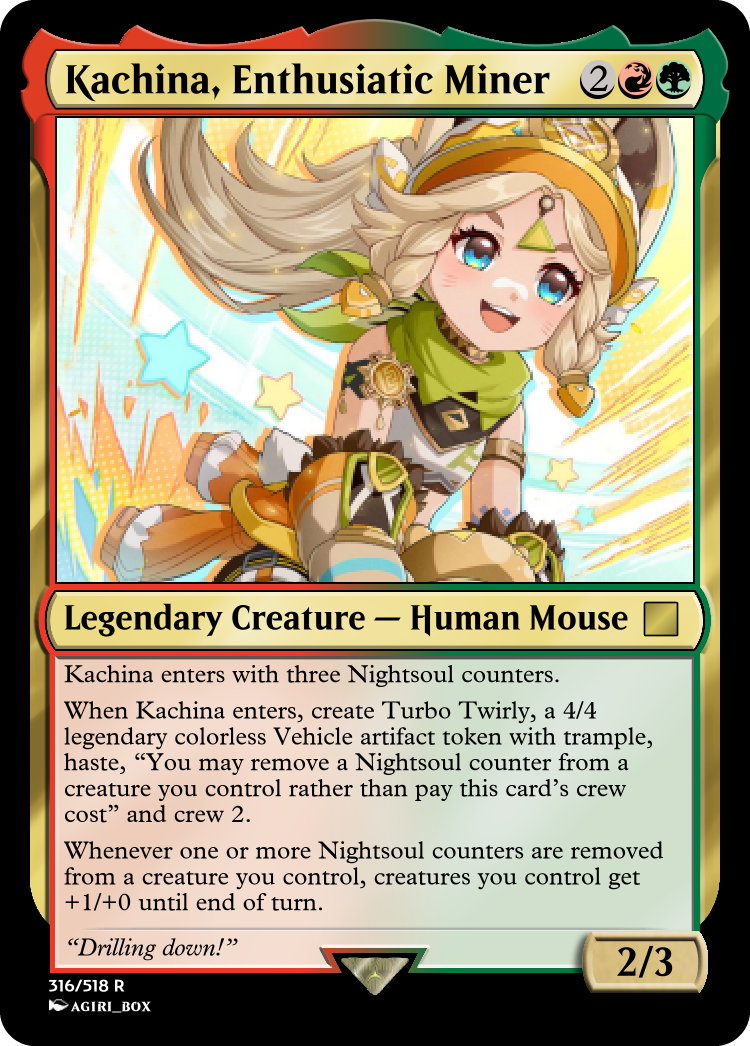 Kachina, Enthusiatic Miner 2
Legendary Creature — Human Mouse
Kachina enters with three Nightsoul counters.
When Kachina enters, create Turbo Twirly, a 4/4
legendary colorless Vehicle artifact token with trample,
haste, “You may remove a Nightsoul counter from a
creature you control rather than pay this card’s crew
cost” and crew 2.
Whenever one or more Nightsoul counters are removed
from a creature you control, creatures you control get
+1/+0 until end of turn.
“Drilling down!”
2/3
316/518 R
AGIRI_BOX